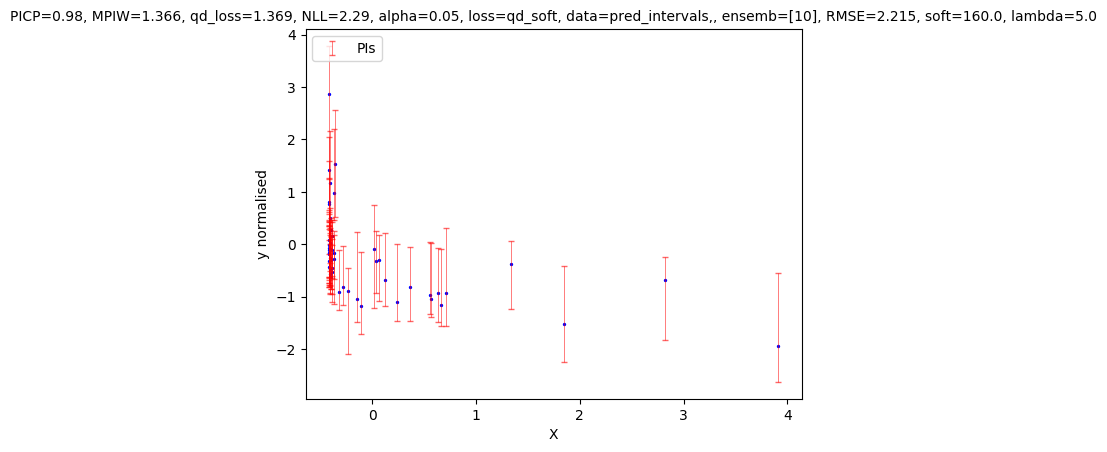 PICP=0.98, MPIW=1.366, qd_loss=1.369, NLL=2.29, alpha=0.05, loss=qd_soft, data=pred_intervals,, ensemb=[10], RMSE=2.215, soft=160.0, lambda=5.0
PIs
4
3
2
1
0
−1
−2
y normalised
0 1 2 3 4
X